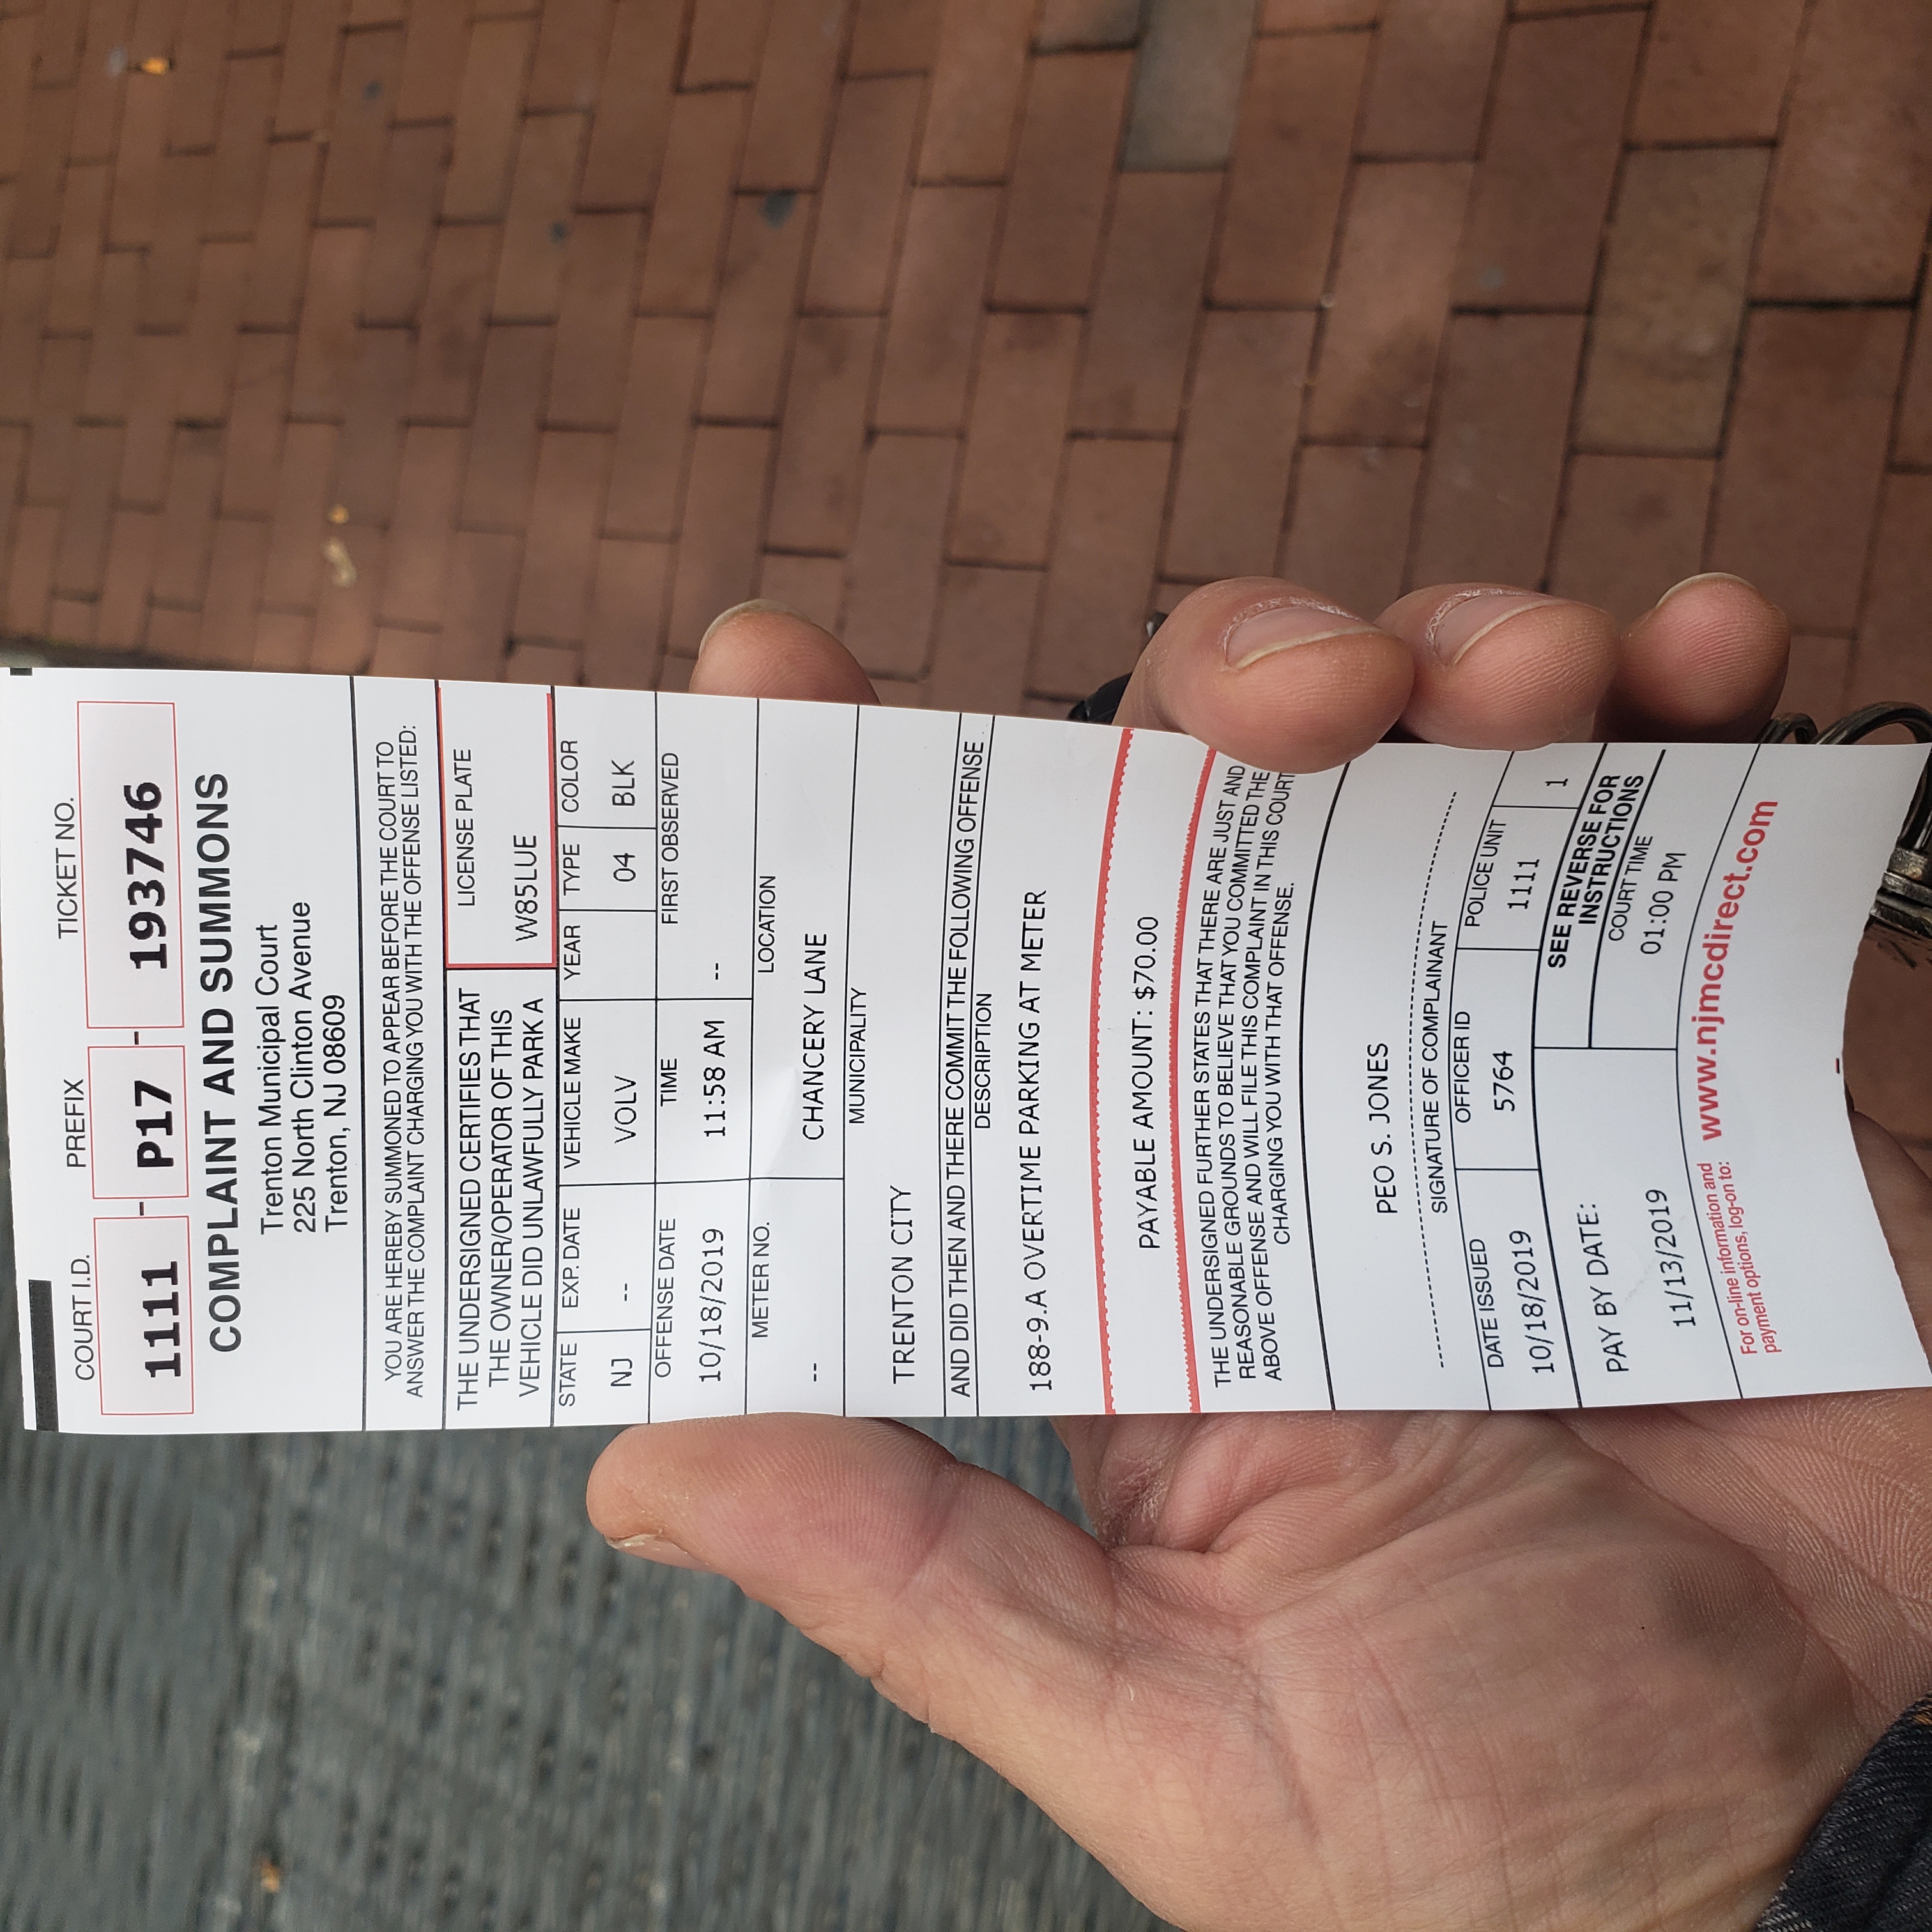 COURT I.D. PREFIX TICKET NO.
1111 - P17 - 193746
COMPLAINT AND SUMMONS
Trenton Municipal Court
225 North Clinton Avenue
Trenton, NJ 08609
YOU ARE HEREBY SUMMONED TO APPEAR BEFORE THE COURT TO
ANSWER THE COMPLAINT CHARGING YOU WITH THE OFFENSE LISTED:
THE UNDERSIGNED CERTIFIES THAT
THE OWNER/OPERATOR OF THIS
VEHICLE DID UNLAWFULLY PARK A
LICENSE PLATE
W85LUE
STATE EXP. DATE VEHICLE MAKE YEAR TYPE COLOR
NJ -- VOLV 04 BLK
OFFENSE DATE TIME FIRST OBSERVED
10/18/2019 11:58 AM --
METER NO. LOCATION
-- CHANCERY LANE
MUNICIPALITY
TRENTON CITY
AND DID THEN AND THERE COMMIT THE FOLLOWING OFFENSE
DESCRIPTION
188-9.A OVERTIME PARKING AT METER
PAYABLE AMOUNT: $70.00
THE UNDERSIGNED FURTHER STATES THAT THERE ARE JUST AND
REASONABLE GROUNDS TO BELIEVE THAT YOU COMMITTED THE
ABOVE OFFENSE AND WILL FILE THIS COMPLAINT IN THIS COURT
CHARGING YOU WITH THAT OFFENSE.
PEO S. JONES
SIGNATURE OF COMPLAINANT
DATE ISSUED OFFICER ID POLICE UNIT
10/18/2019 5764 1111 1
SEE REVERSE FOR
INSTRUCTIONS
PAY BY DATE: COURT TIME
11/13/2019 01:00 PM
For on-line information and
payment options, log-on to:
www.njmcdirect.com